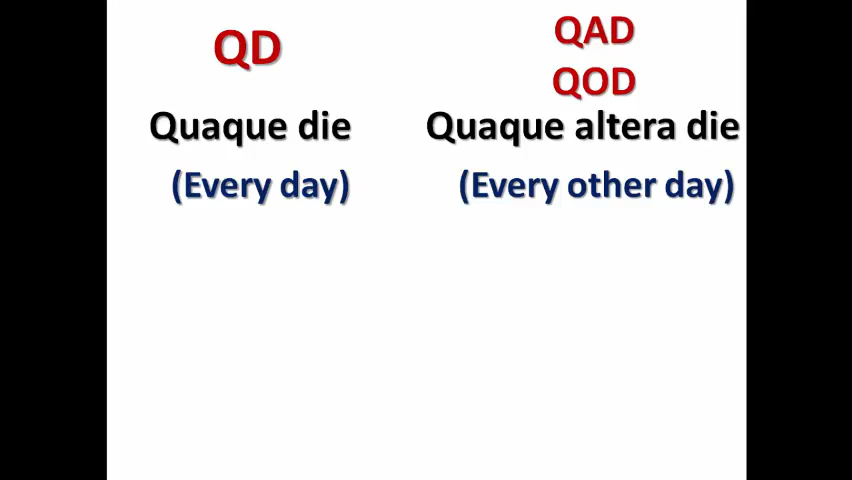 QD
Quaque die
(Every day)
QAD
QOD
Quaque altera die
(Every other day)